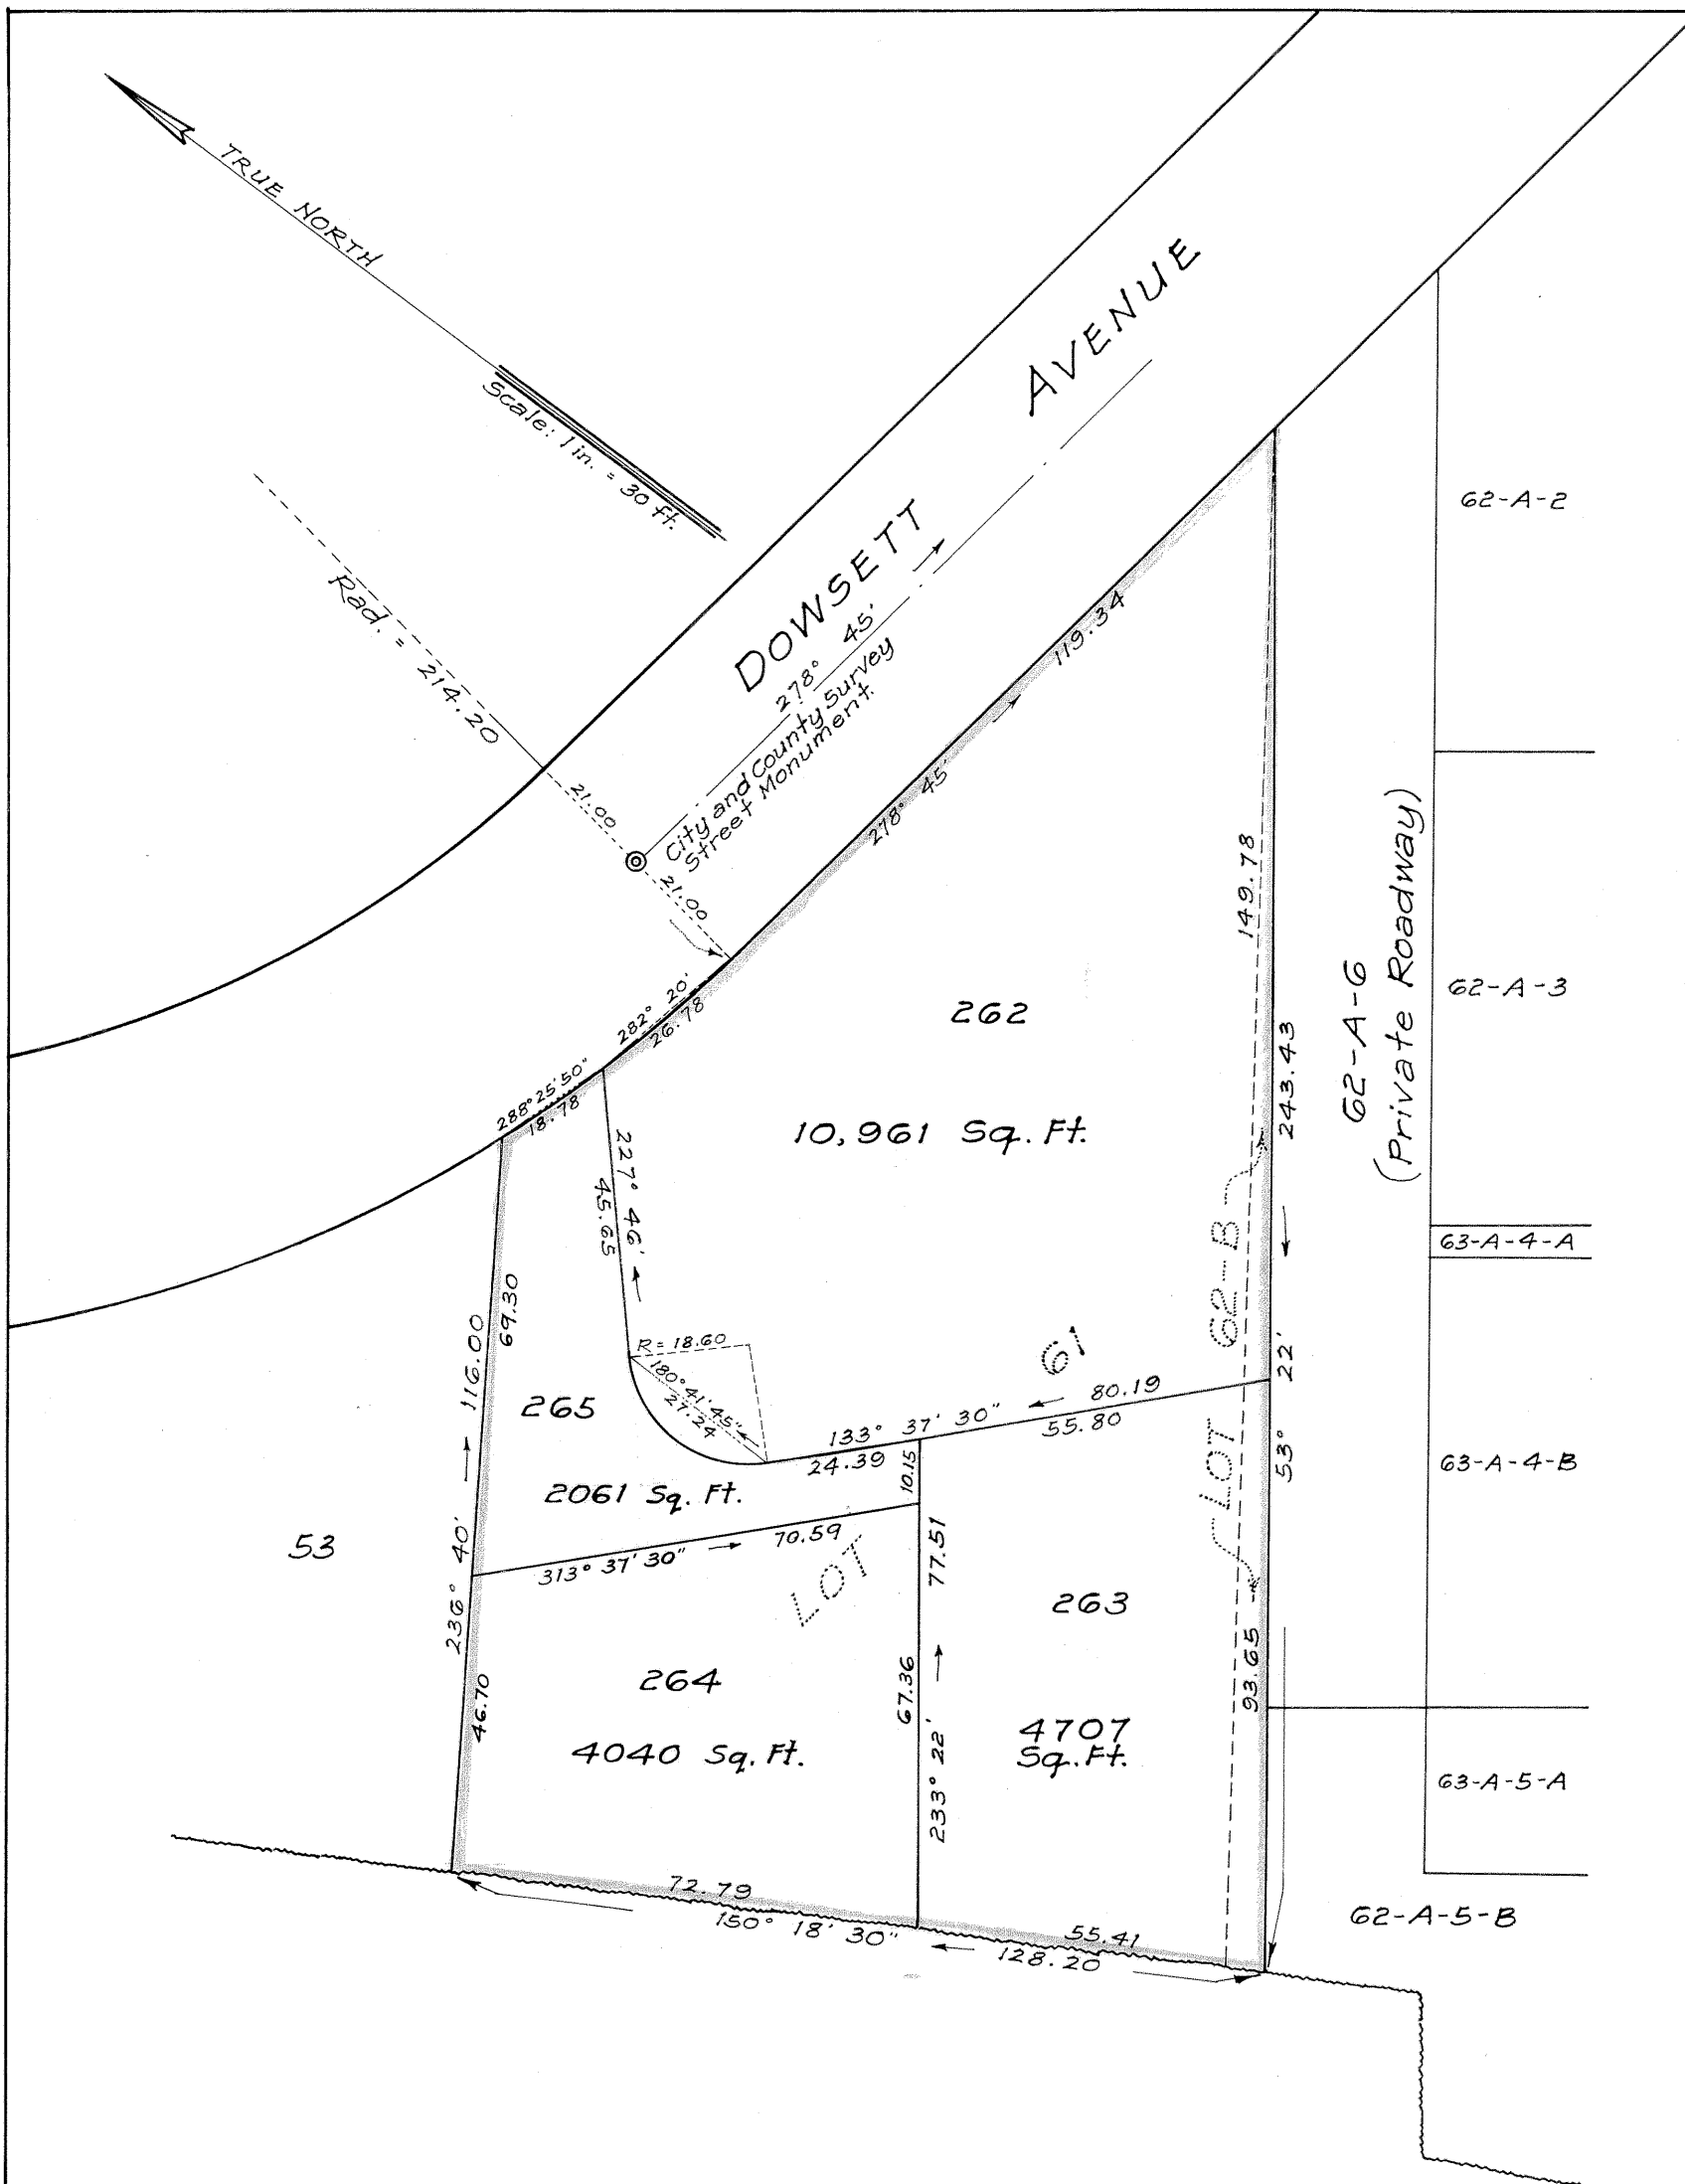 TRUE NORTH
Scale: 1 in. = 30 ft.
Rad. = 214.20
DOWSETT AVENUE
278° 45'
City and County Survey
Street Monument.
21.00
21.00
119.34
278° 45'
282° 20'
26.78
288° 25' 50"
18.78
62-A-2
62-A-3
62-A-6
(Private Roadway)
63-A-4-A
63-A-4-B
63-A-5-A
62-A-5-B
149.78
243.43
53° 22'
93.65
LOT 62-B
262
10,961 Sq. Ft.
227° 46'
45.65
R = 18.60
180° 41' 45"
27.24
LOT 61
80.19
133° 37' 30"
55.80
24.39
10.15
236° 40' 116.00
69.30
46.70
265
2061 Sq. Ft.
70.59
313° 37' 30"
53
264
4040 Sq. Ft.
77.51
67.36
233° 22'
263
4707
Sq. Ft.
72.79
150° 18' 30"
55.41
128.20